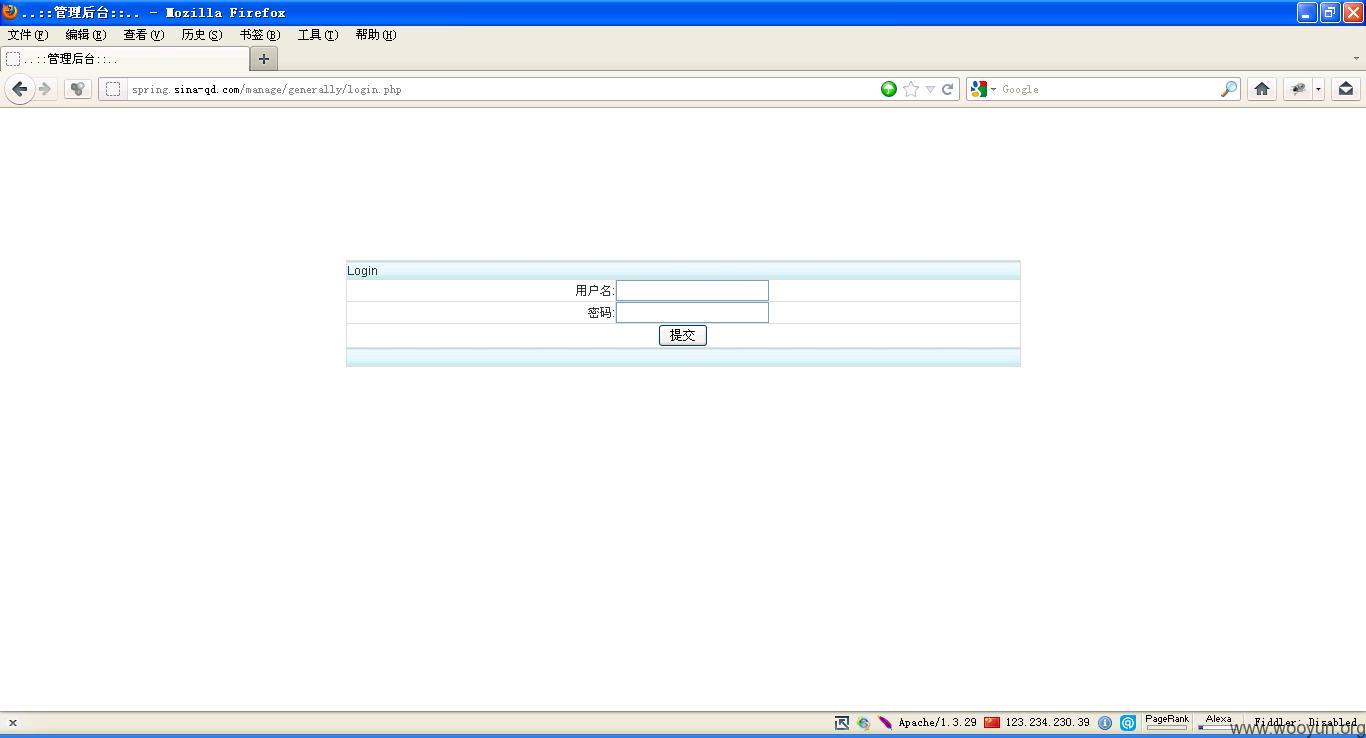 ..::管理后台::.. - Mozilla Firefox
文件(F) 编辑(E) 查看(V) 历史(S) 书签(B) 工具(T) 帮助(H)
..::管理后台::..
spring.sina-qd.com/manage/generally/login.php
Google
Login
用户名:
密码:
提交
Apache/1.3.29 123.234.230.39 PageRank Alexa Fiddler: Disabled
www.wooyun.org